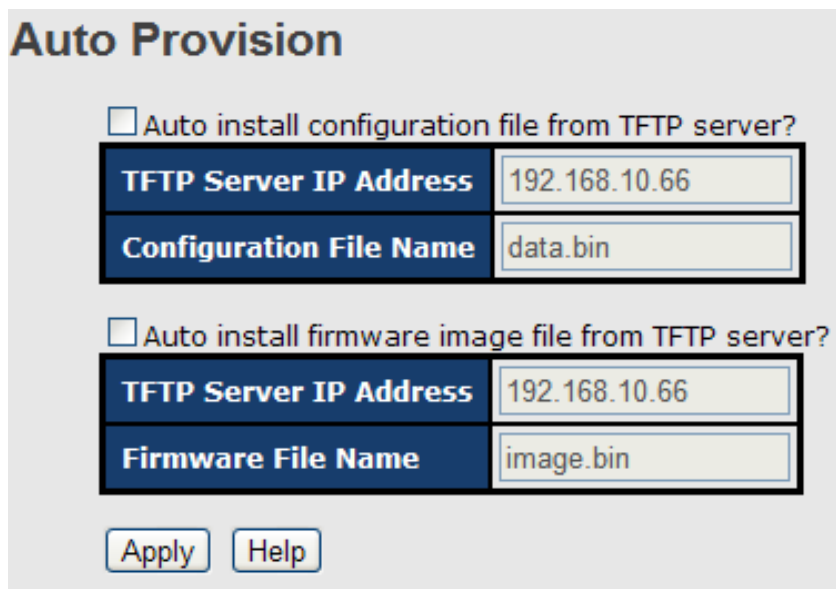 Auto Provision
Auto install configuration file from TFTP server?
TFTP Server IP Address 192.168.10.66
Configuration File Name data.bin
Auto install firmware image file from TFTP server?
TFTP Server IP Address 192.168.10.66
Firmware File Name image.bin
Apply Help